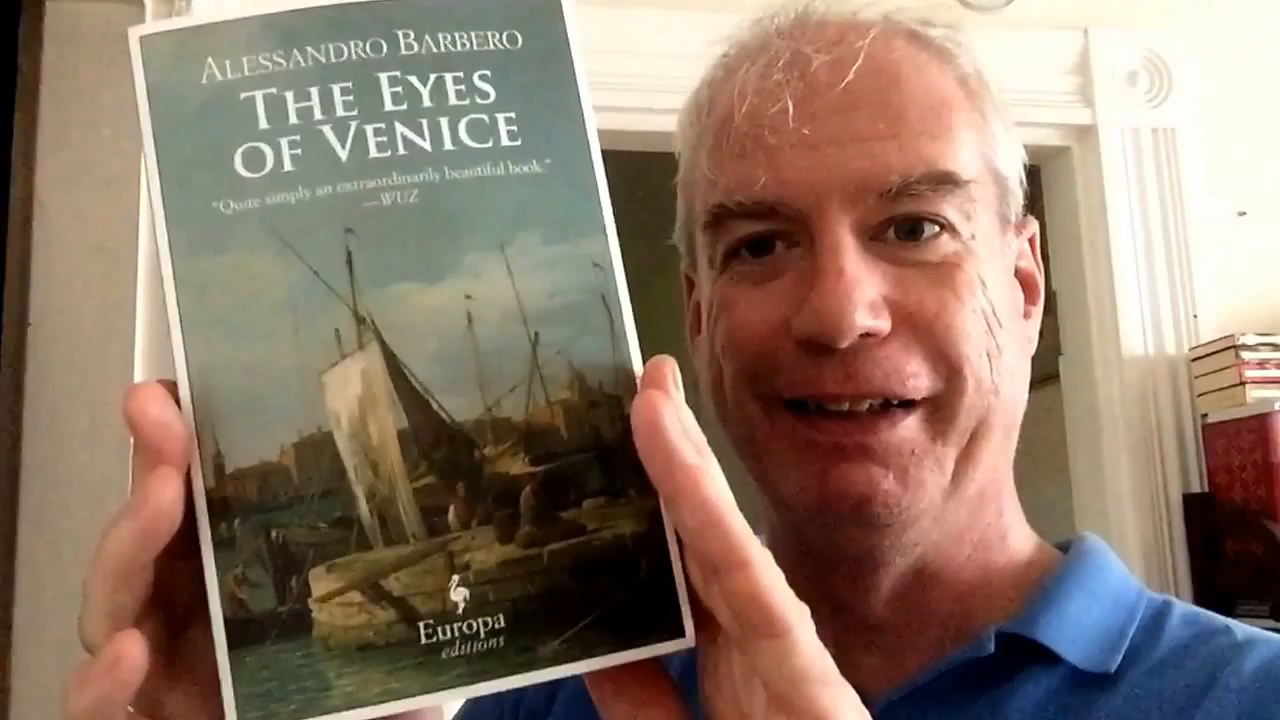 ALESSANDRO BARBERO
THE EYES
OF VENICE
"Quite simply an extraordinarily beautiful book."
—WUZ
Europa
editions